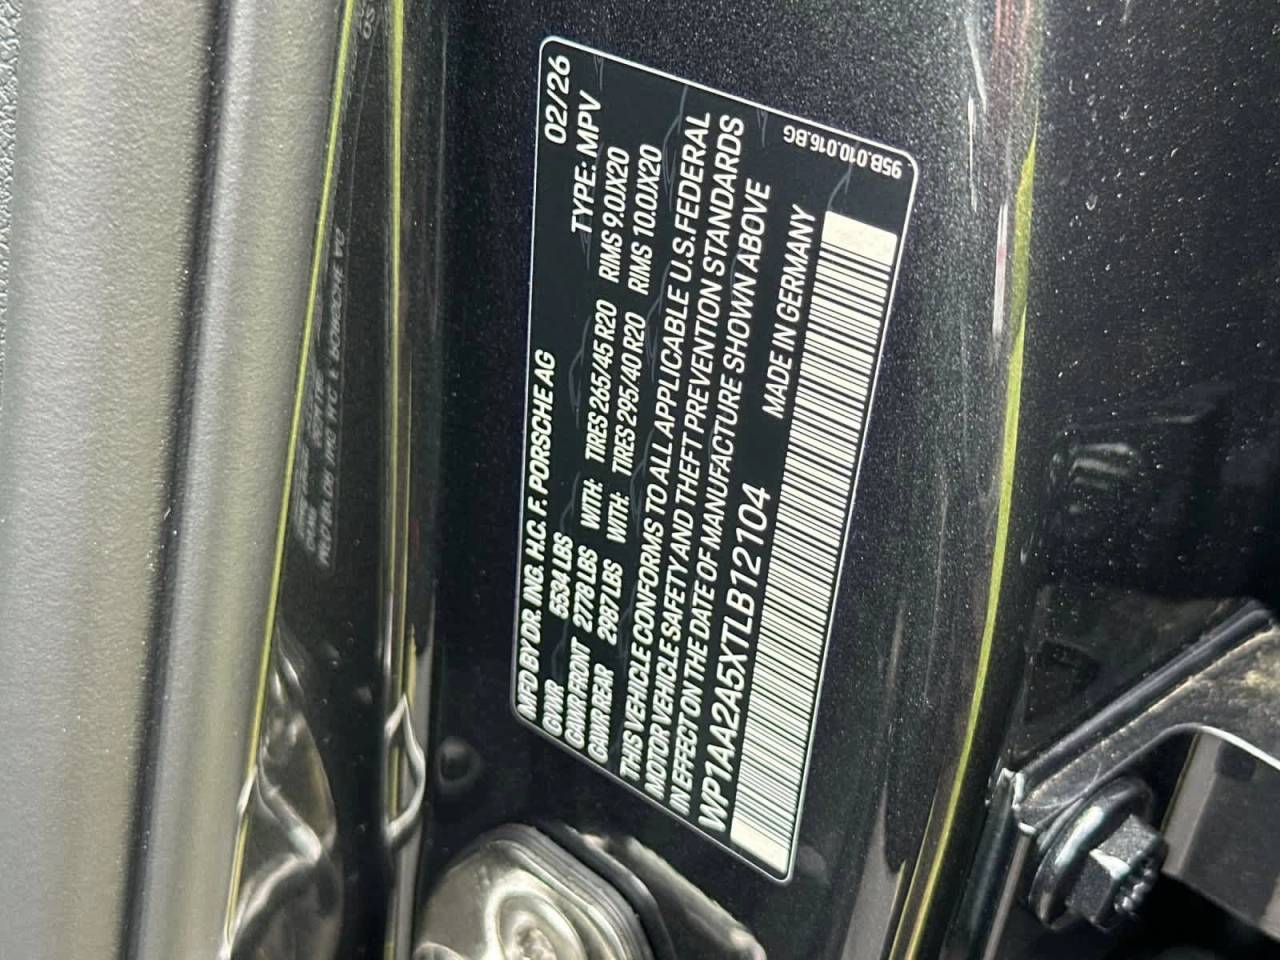 MFD BY DR. ING. H.C. F. PORSCHE AG 02/26
GVWR 5534 LBS TYPE: MPV
GAWR FRONT 2778 LBS WITH: TIRES 265/45 R20 RIMS 9.0JX20
GAWR REAR 2987 LBS WITH: TIRES 295/40 R20 RIMS 10.0JX20
THIS VEHICLE CONFORMS TO ALL APPLICABLE U.S. FEDERAL
MOTOR VEHICLE SAFETY AND THEFT PREVENTION STANDARDS
IN EFFECT ON THE DATE OF MANUFACTURE SHOWN ABOVE
WP1AA2A5XTLB12104 MADE IN GERMANY
95B.010.016.BG